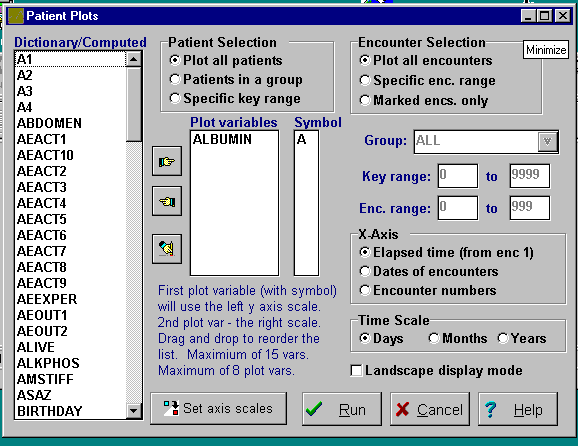 Patient Plots
Minimize
Dictionary/Computed
A1
A2
A3
A4
ABDOMEN
AEACT1
AEACT10
AEACT2
AEACT3
AEACT4
AEACT5
AEACT6
AEACT7
AEACT8
AEACT9
AEEXPER
AEOUT1
AEOUT2
ALIVE
ALKPHOS
AMSTIFF
ASAZ
BIRTHDAY
Patient Selection
Plot all patients
Patients in a group
Specific key range
Encounter Selection
Plot all encounters
Specific enc. range
Marked encs. only
Plot variables Symbol
ALBUMIN A
Group: ALL
Key range: 0 to 9999
Enc. range: 0 to 999
X-Axis
Elapsed time (from enc 1)
Dates of encounters
Encounter numbers
First plot variable (with symbol)
will use the left y axis scale.
2nd plot var - the right scale.
Drag and drop to reorder the
list. Maximium of 15 vars.
Maximum of 8 plot vars.
Time Scale
Days Months Years
Landscape display mode
Set axis scales Run Cancel ? Help